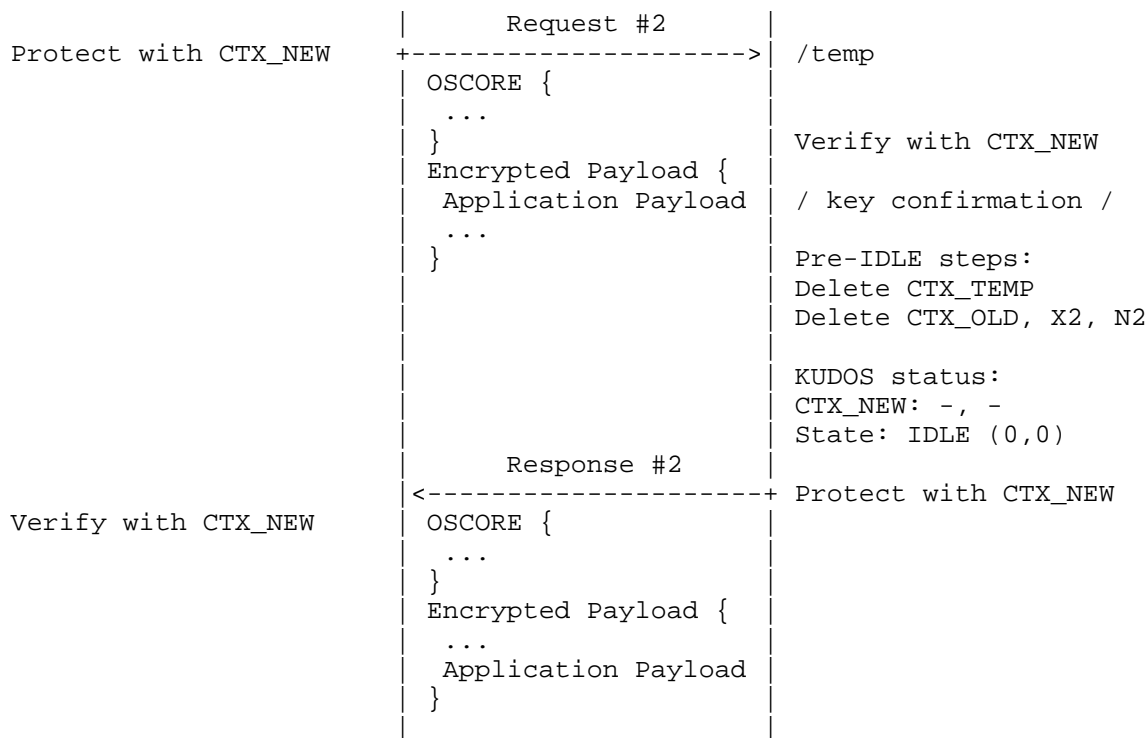 |      Request #2      |
Protect with CTX_NEW     +--------------------->| /temp
                         | OSCORE {             |
                         |  ...                 |
                         | }                    | Verify with CTX_NEW
                         | Encrypted Payload {  |
                         |  Application Payload | / key confirmation /
                         |  ...                 |
                         | }                    | Pre-IDLE steps:
                         |                      | Delete CTX_TEMP
                         |                      | Delete CTX_OLD, X2, N2
                         |                      |
                         |                      | KUDOS status:
                         |                      | CTX_NEW: -, -
                         |                      | State: IDLE (0,0)
                         |      Response #2     |
                         |<---------------------+ Protect with CTX_NEW
Verify with CTX_NEW      | OSCORE {             |
                         |  ...                 |
                         | }                    |
                         | Encrypted Payload {  |
                         |  ...                 |
                         |  Application Payload |
                         | }                    |
                         |                      |